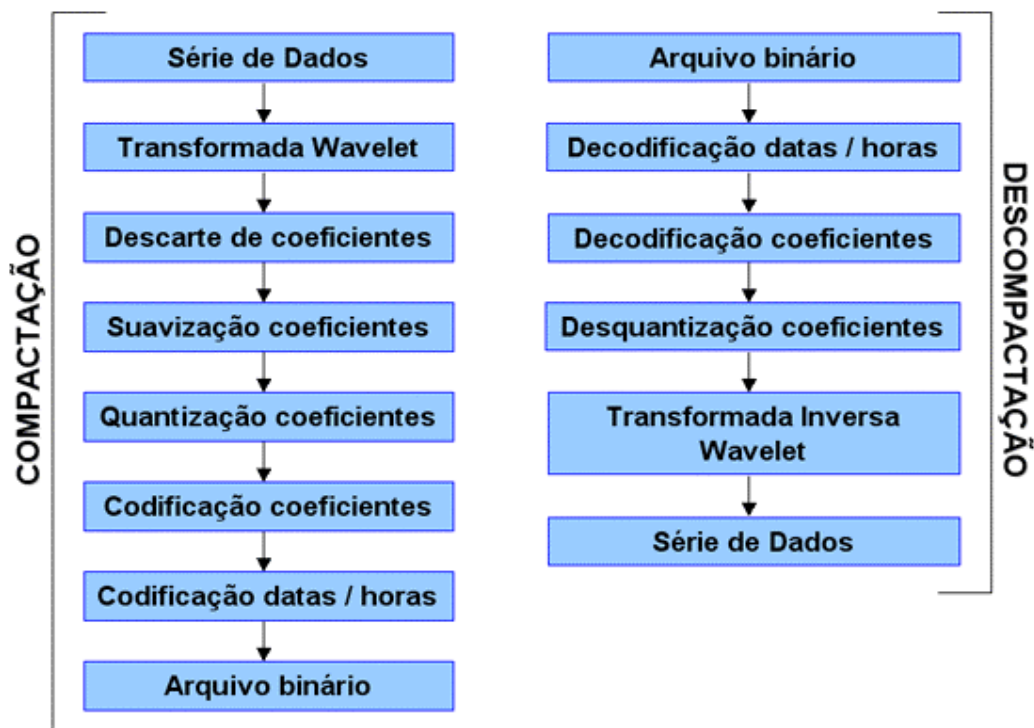 COMPACTAÇÃO
Série de Dados
Transformada Wavelet
Descarte de coeficientes
Suavização coeficientes
Quantização coeficientes
Codificação coeficientes
Codificação datas / horas
Arquivo binário
Arquivo binário
Decodificação datas / horas
Decodificação coeficientes
Desquantização coeficientes
Transformada Inversa
Wavelet
Série de Dados
DESCOMPACTAÇÃO